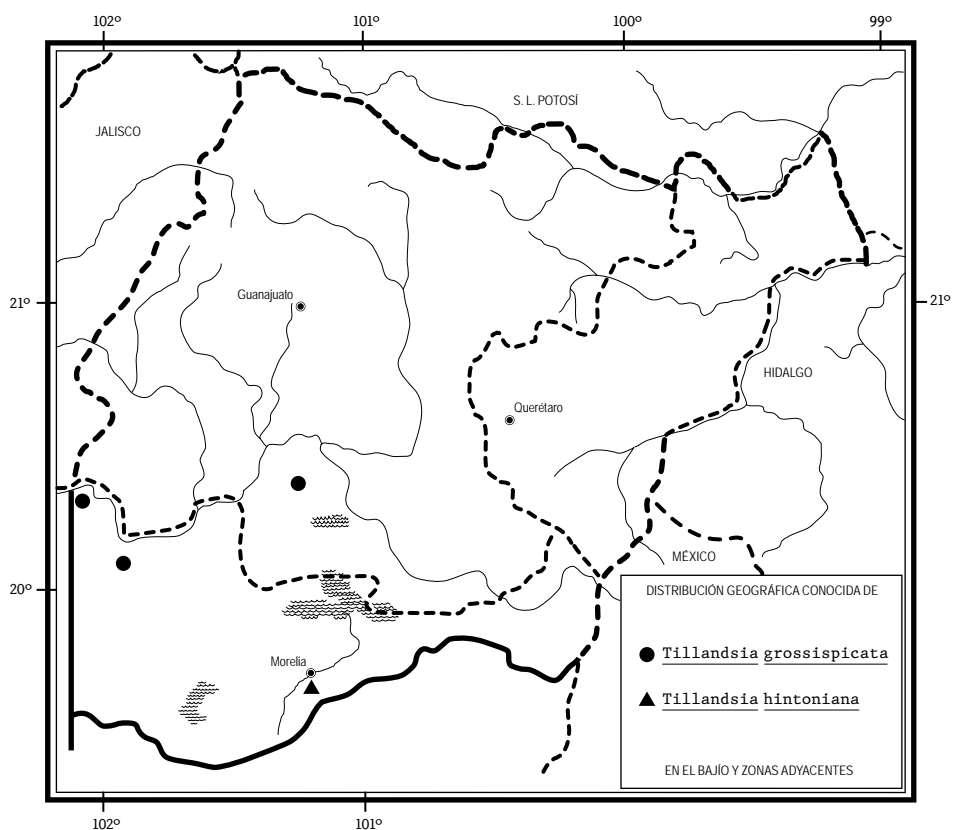 102º 101º 100º 99º
S. L. POTOSÍ
JALISCO
Guanajuato
21º 21º
HIDALGO
Querétaro
MÉXICO
20º
DISTRIBUCIÓN GEOGRÁFICA CONOCIDA DE
Tillandsia grossispicata
Morelia
Tillandsia hintoniana
EN EL BAJÍO Y ZONAS ADYACENTES
102º 101º